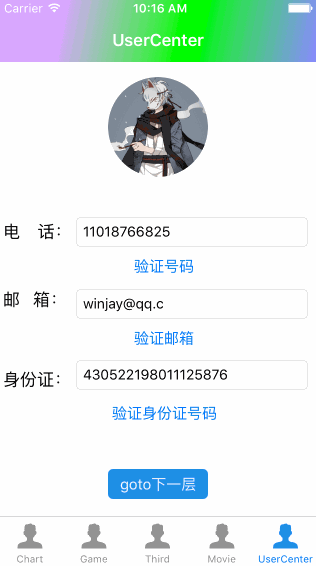 Carrier 10:16 AM
UserCenter
电 话： 11018766825
验证号码
邮 箱： winjay@qq.c
验证邮箱
身份证： 430522198011125876
验证身份证号码
goto下一层
Chart Game Third Movie UserCenter